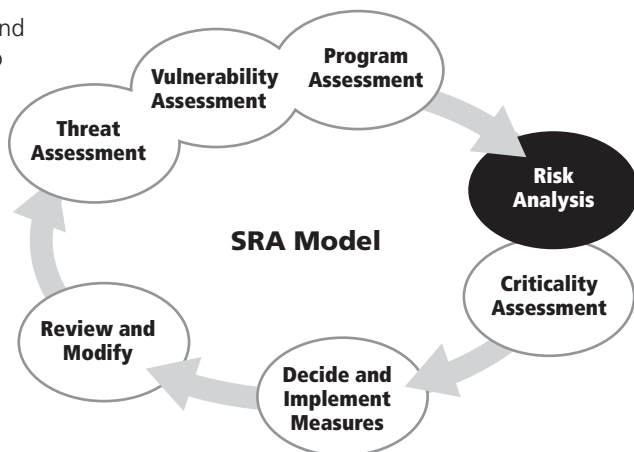 nd
Program
Assessment
Vulnerability
Assessment
Threat
Assessment
Risk
Analysis
SRA Model
Criticality
Assessment
Review and
Modify
Decide and
Implement
Measures